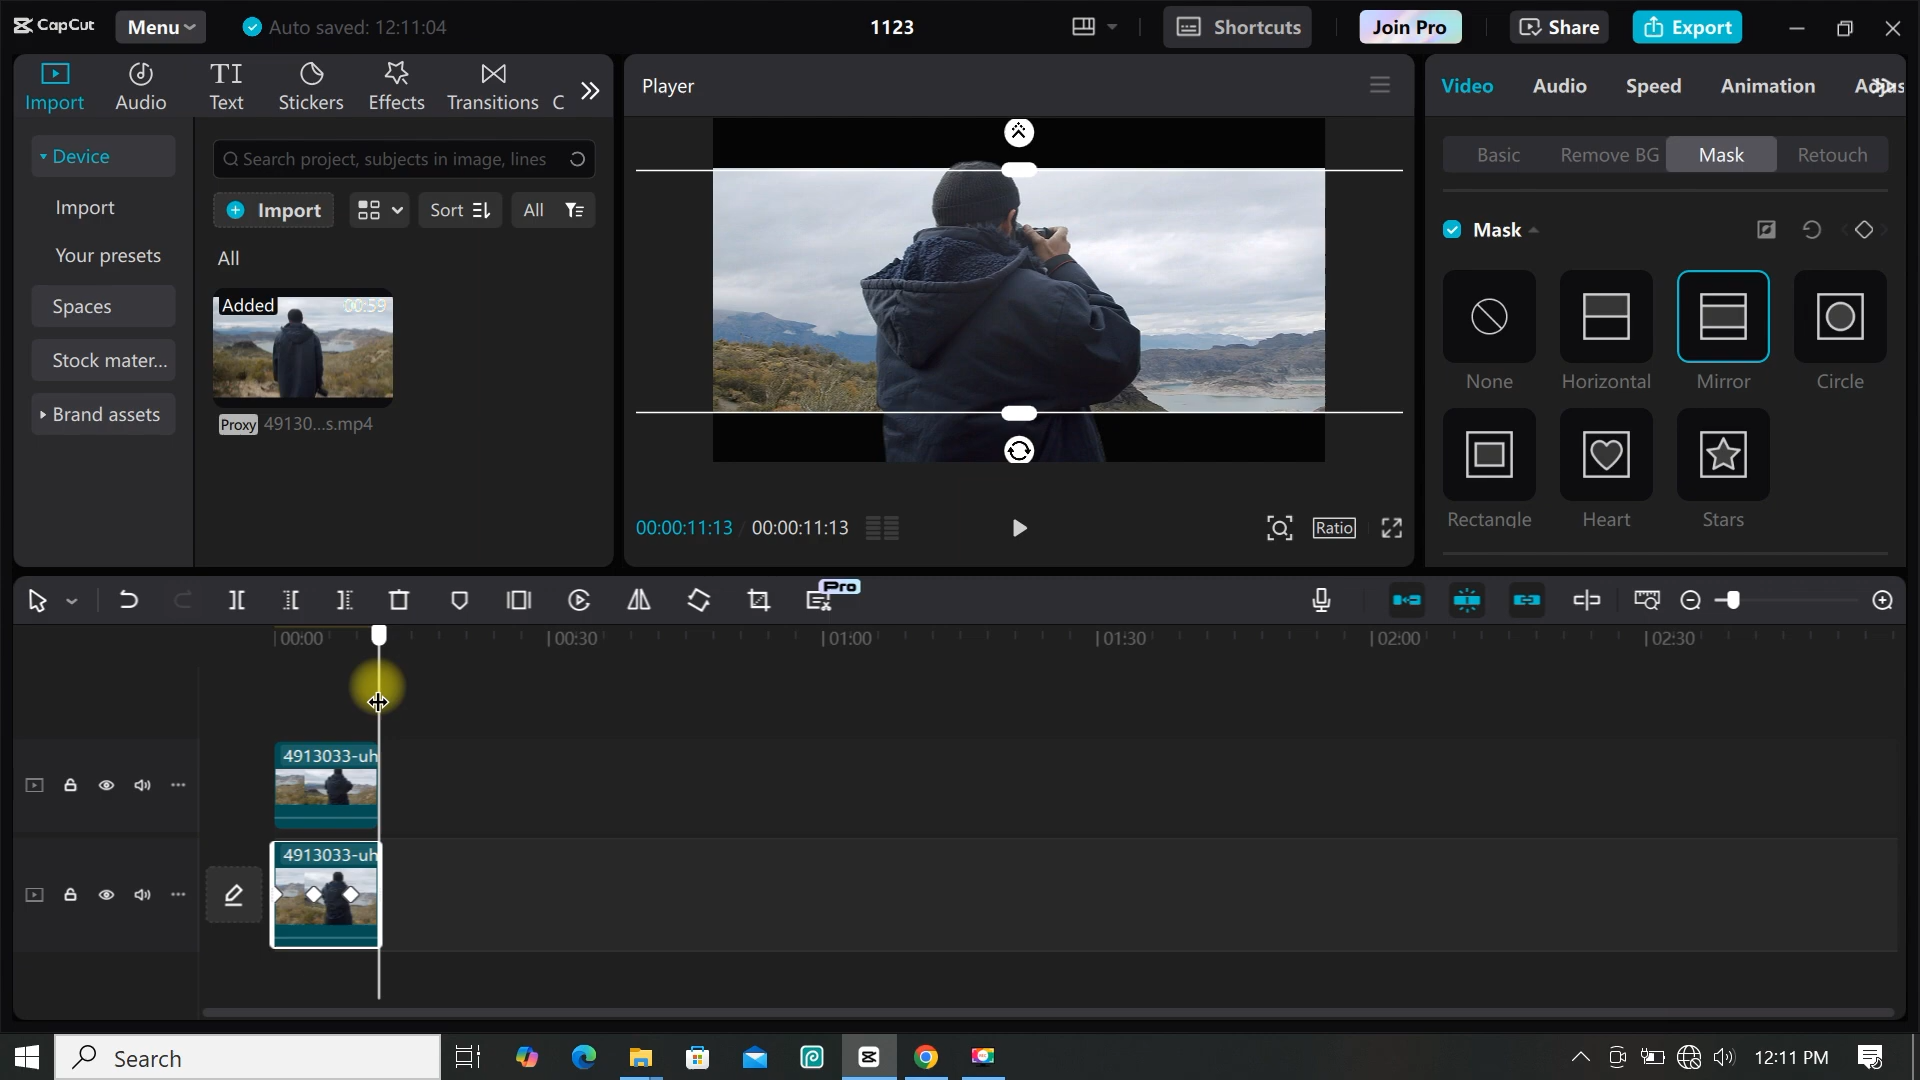 CapCut Menu Auto saved: 12:11:04 1123 Shortcuts Join Pro Share Export
Import Audio Text Stickers Effects Transitions C
Player
Video Audio Speed Animation
Device
Import
Your presets
Spaces
Stock mater...
Brand assets
Search project, subjects in image, lines
Import Sort All
All
Added 00:59
Proxy 49130...s.mp4
00:00:11:13 00:00:11:13 Ratio
Basic Remove BG Mask Retouch
Mask
None Horizontal Mirror Circle
Rectangle Heart Stars
Pro
00:00 00:30 01:00 01:30 02:00 02:30
4913033-uh
4913033-uh
Search 12:11 PM